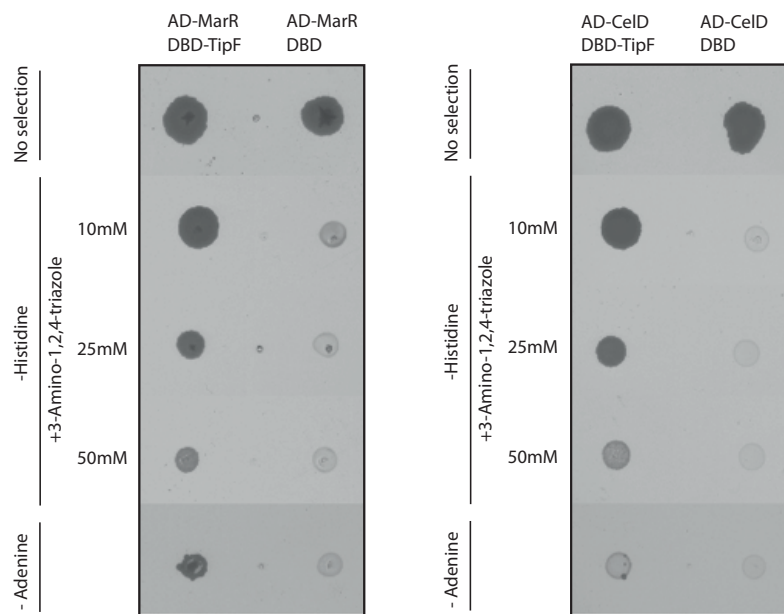 AD-MarR
DBD-TipF
AD-MarR
DBD
No selection
10mM
25mM
50mM
-Histidine
+3-Amino-1,2,4-triazole
- Adenine
AD-CelD
DBD-TipF
AD-CelD
DBD
No selection
10mM
25mM
50mM
-Histidine
+3-Amino-1,2,4-triazole
- Adenine